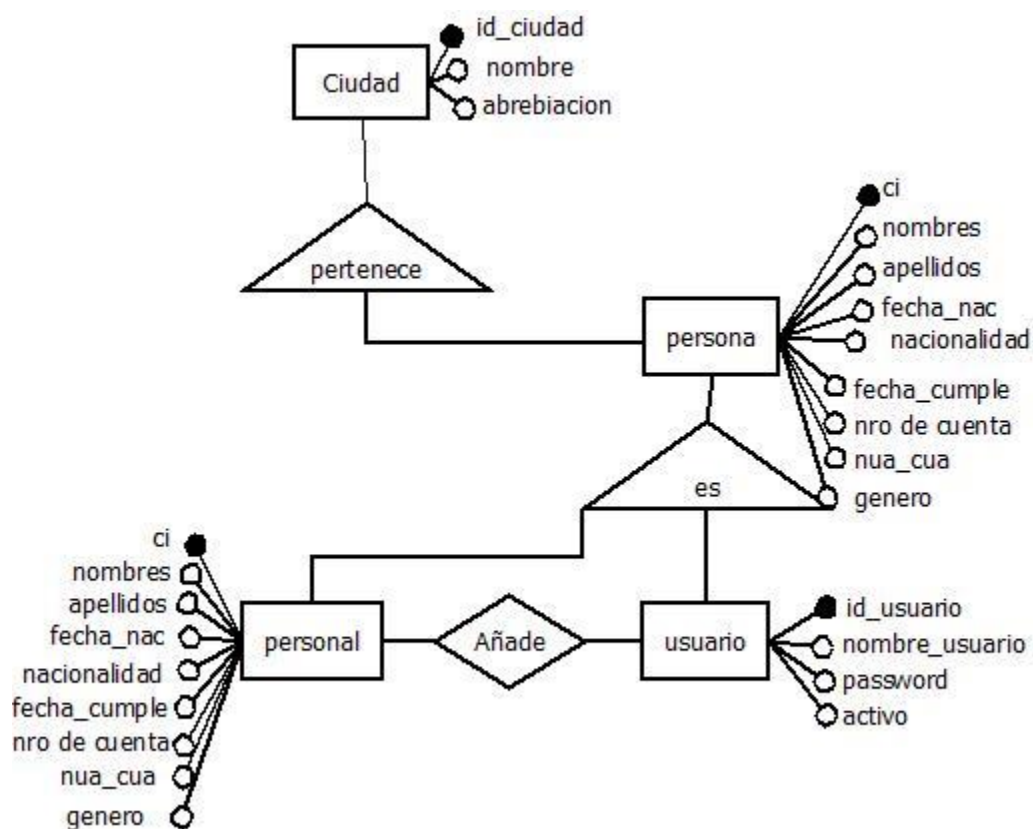 id_ciudad
Ciudad
nombre
abrebiacion
ci
nombres
pertenece
apellidos
fecha_nac
persona
nacionalidad
fecha_cumple
nro de cuenta
nua_cua
es
genero
ci
nombres
apellidos
fecha_nac
personal
Añade
usuario
nacionalidad
fecha_cumple
nro de cuenta
nua_cua
genero
id_usuario
nombre_usuario
password
activo